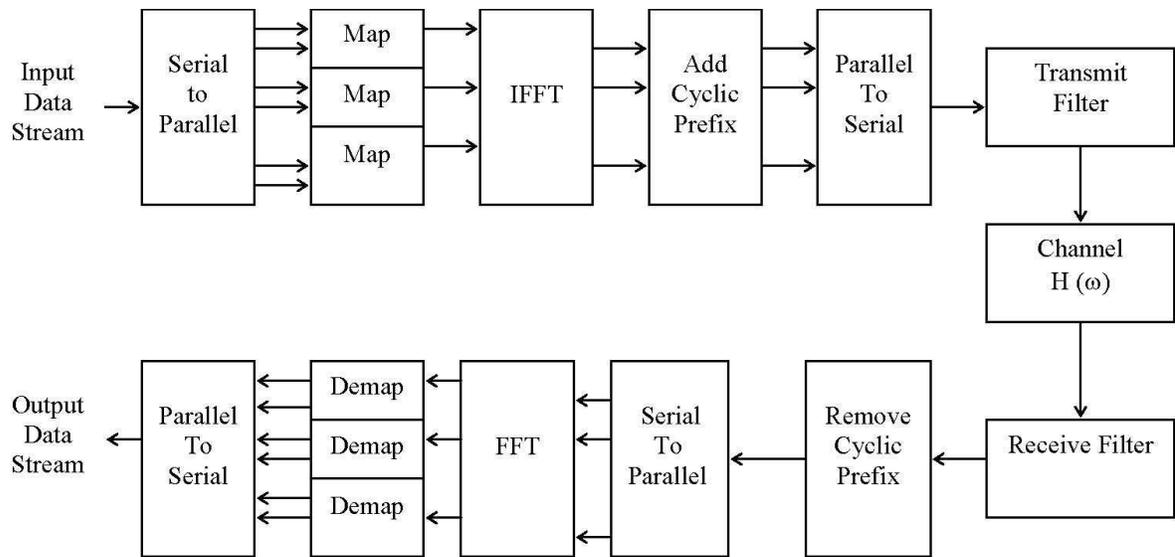 Input
Data
Stream
Serial
to
Parallel
Map
Map
Map
IFFT
Add
Cyclic
Prefix
Parallel
To
Serial
Transmit
Filter
Channel
H (ω)
Receive Filter
Remove
Cyclic
Prefix
Serial
To
Parallel
FFT
Demap
Demap
Demap
Parallel
To
Serial
Output
Data
Stream